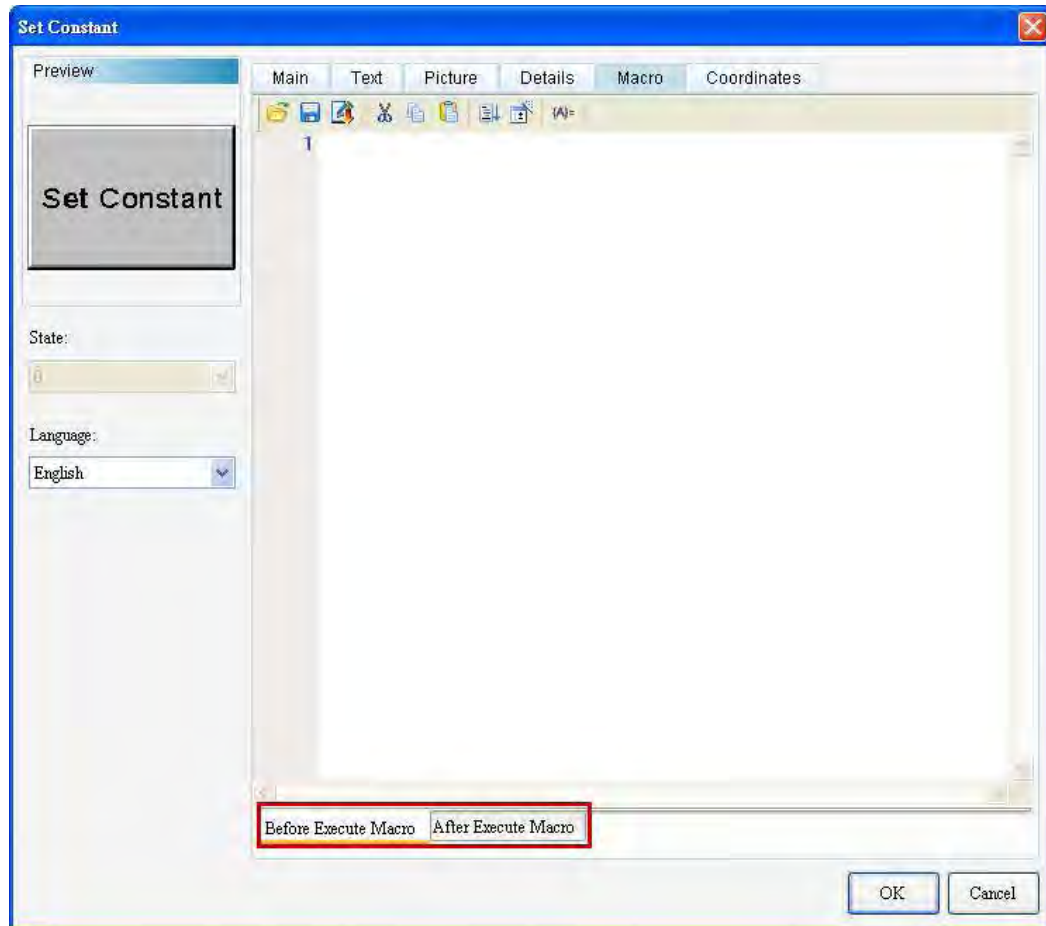 Set Constant
Preview
Main Text Picture Details Macro Coordinates
{A}=
1
Set Constant
State:
0
Language:
English
Before Execute Macro After Execute Macro
OK Cancel